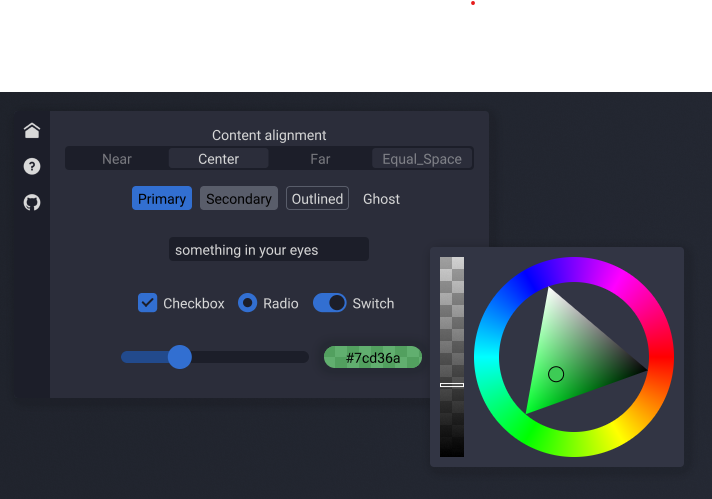 Content alignment
Near Center Far Equal_Space
Primary Secondary Outlined Ghost
something in your eyes
Checkbox Radio Switch
#7cd36a